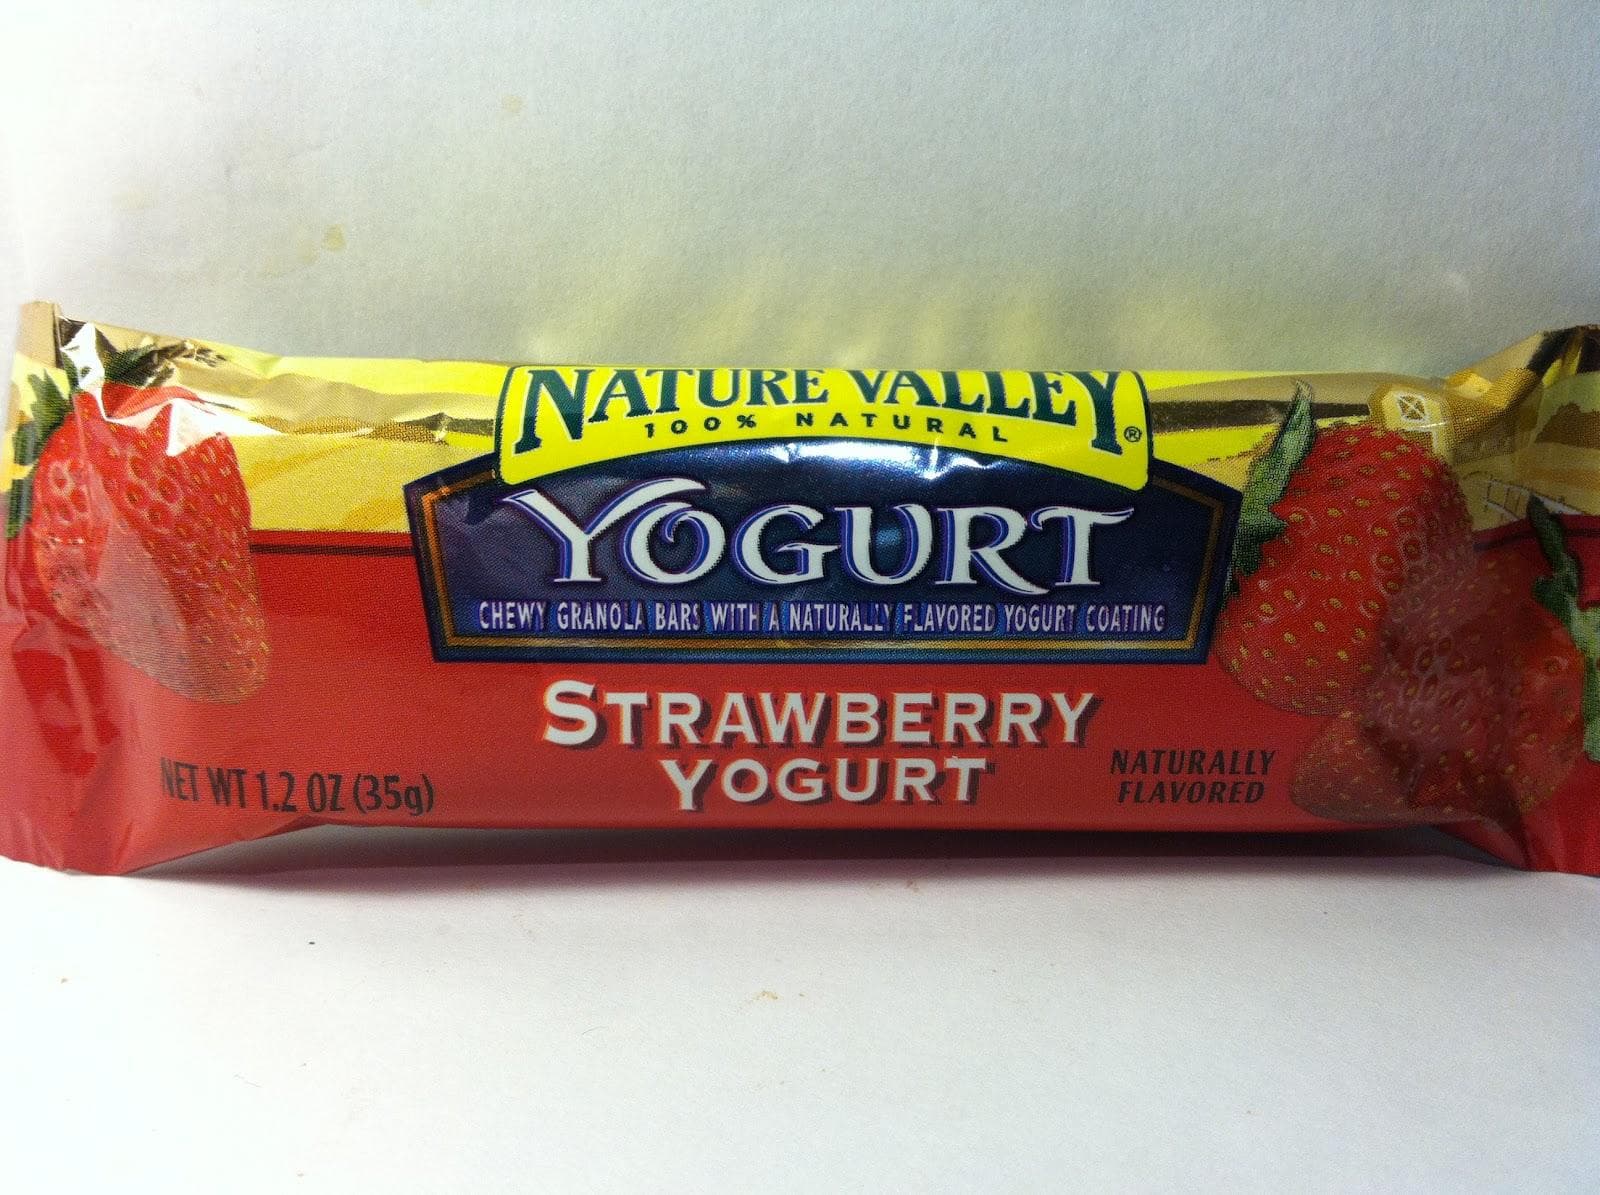 NATURE VALLEY®
100% NATURAL
YOGURT
CHEWY GRANOLA BARS WITH A NATURALLY FLAVORED YOGURT COATING
STRAWBERRY
YOGURT
NATURALLY
FLAVORED
NET WT 1.2 OZ (35g)